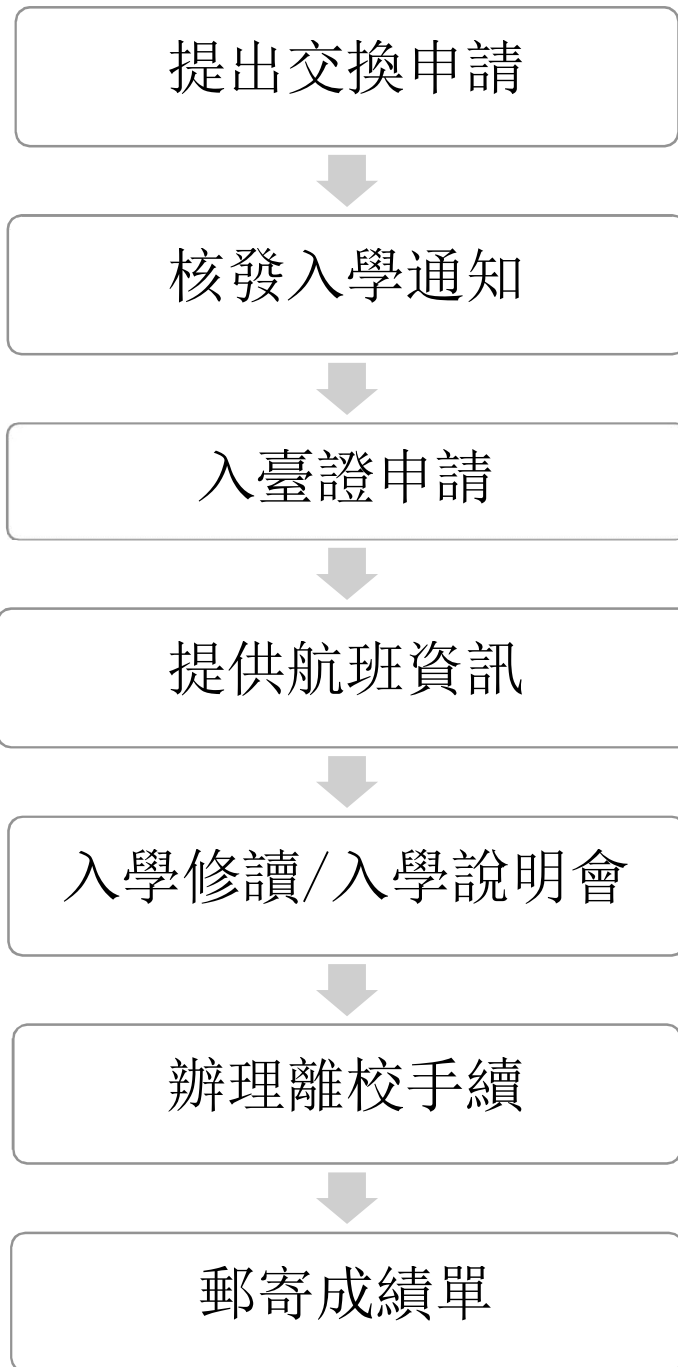 提出交換申請
核發入學通知
入臺證申請
提供航班資訊
入學修讀/入學說明會
辦理離校手續
郵寄成績單